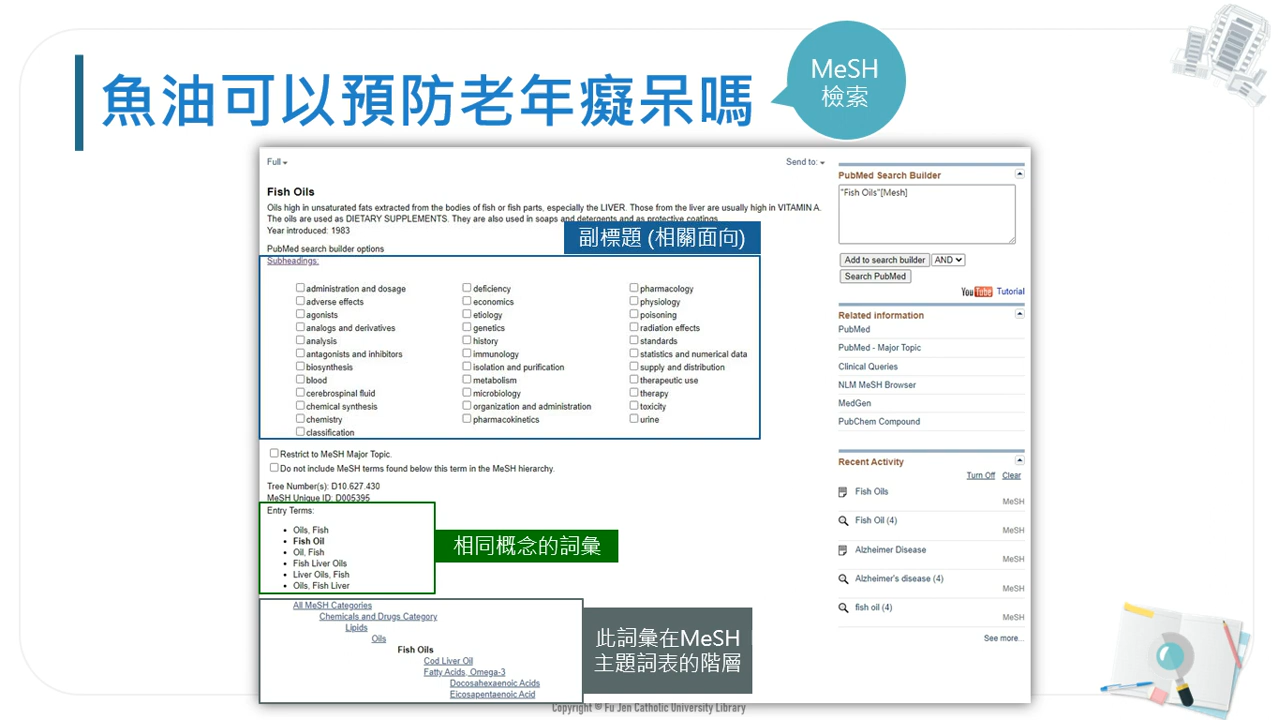 魚油可以預防老年癡呆嗎
MeSH
檢索
Full
Send to:
Fish Oils
Oils high in unsaturated fats extracted from the bodies of fish or fish parts, especially the LIVER. Those from the liver are usually high in VITAMIN A.
The oils are used as DIETARY SUPPLEMENTS. They are also used in soaps and detergents and as protective coatings.
Year introduced: 1983
副標題 (相關面向)
PubMed search builder options
Subheadings:
administration and dosage
adverse effects
agonists
analogs and derivatives
analysis
antagonists and inhibitors
biosynthesis
blood
cerebrospinal fluid
chemical synthesis
chemistry
classification
deficiency
economics
etiology
genetics
history
immunology
isolation and purification
metabolism
microbiology
organization and administration
pharmacokinetics
pharmacology
physiology
poisoning
radiation effects
standards
statistics and numerical data
supply and distribution
therapeutic use
therapy
toxicity
urine
Restrict to MeSH Major Topic.
Do not include MeSH terms found below this term in the MeSH hierarchy.
Tree Number(s): D10.627.430
MeSH Unique ID: D005395
Entry Terms:
Oils, Fish
Fish Oil
Oil, Fish
Fish Liver Oils
Liver Oils, Fish
Oils, Fish Liver
相同概念的詞彙
All MeSH Categories
Chemicals and Drugs Category
Lipids
Oils
Fish Oils
Cod Liver Oil
Fatty Acids, Omega-3
Docosahexaenoic Acids
Eicosapentaenoic Acid
此詞彙在MeSH
主題詞表的階層
PubMed Search Builder
"Fish Oils"[Mesh]
Add to search builder AND
Search PubMed
YouTube Tutorial
Related information
PubMed
PubMed - Major Topic
Clinical Queries
NLM MeSH Browser
MedGen
PubChem Compound
Recent Activity
Turn Off Clear
Fish Oils
MeSH
Fish Oil (4)
MeSH
Alzheimer Disease
MeSH
Alzheimer's disease (4)
MeSH
fish oil (4)
MeSH
See more...
Copyright © Fu Jen Catholic University Library